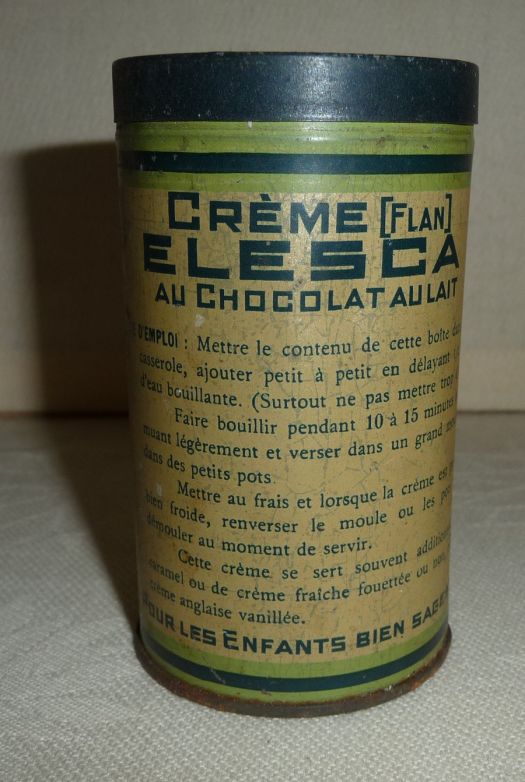 CRÈME [FLAN]
ELESCA
AU CHOCOLAT AU LAIT
D'EMPLOI : Mettre le contenu de cette boîte
casserole, ajouter petit à petit en délayant
d'eau bouillante. (Surtout ne pas mettre trop
Faire bouillir pendant 10 à 15 minutes
muant légèrement et verser dans un grand
dans des petits pots.
Mettre au frais et lorsque la crème est
bien froide, renverser le moule ou les
démouler au moment de servir.
Cette crème se sert souvent
caramel ou de crème fraîche fouettée ou
crème anglaise vanillée.
POUR LES ENFANTS BIEN